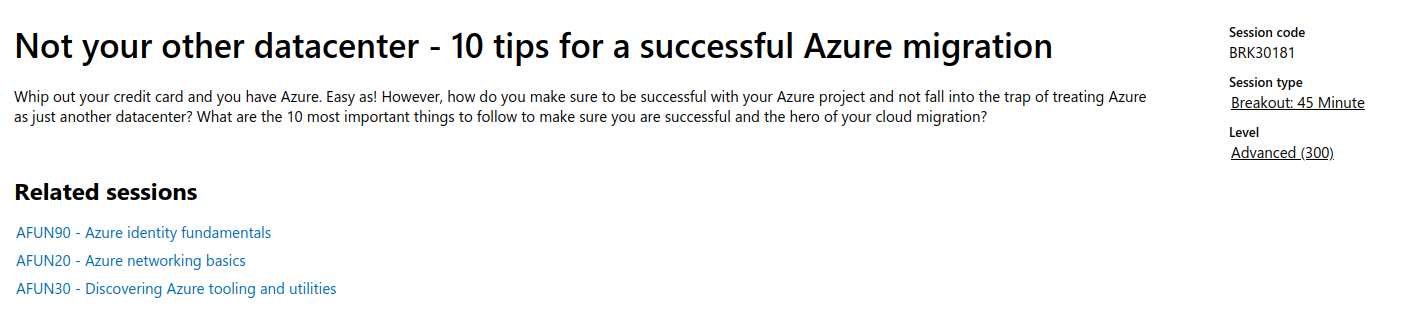 Not your other datacenter - 10 tips for a successful Azure migration
Whip out your credit card and you have Azure. Easy as! However, how do you make sure to be successful with your Azure project and not fall into the trap of treating Azure
as just another datacenter? What are the 10 most important things to follow to make sure you are successful and the hero of your cloud migration?
Related sessions
AFUN90 - Azure identity fundamentals
AFUN20 - Azure networking basics
AFUN30 - Discovering Azure tooling and utilities
Session code
BRK30181
Session type
Breakout: 45 Minute
Level
Advanced (300)